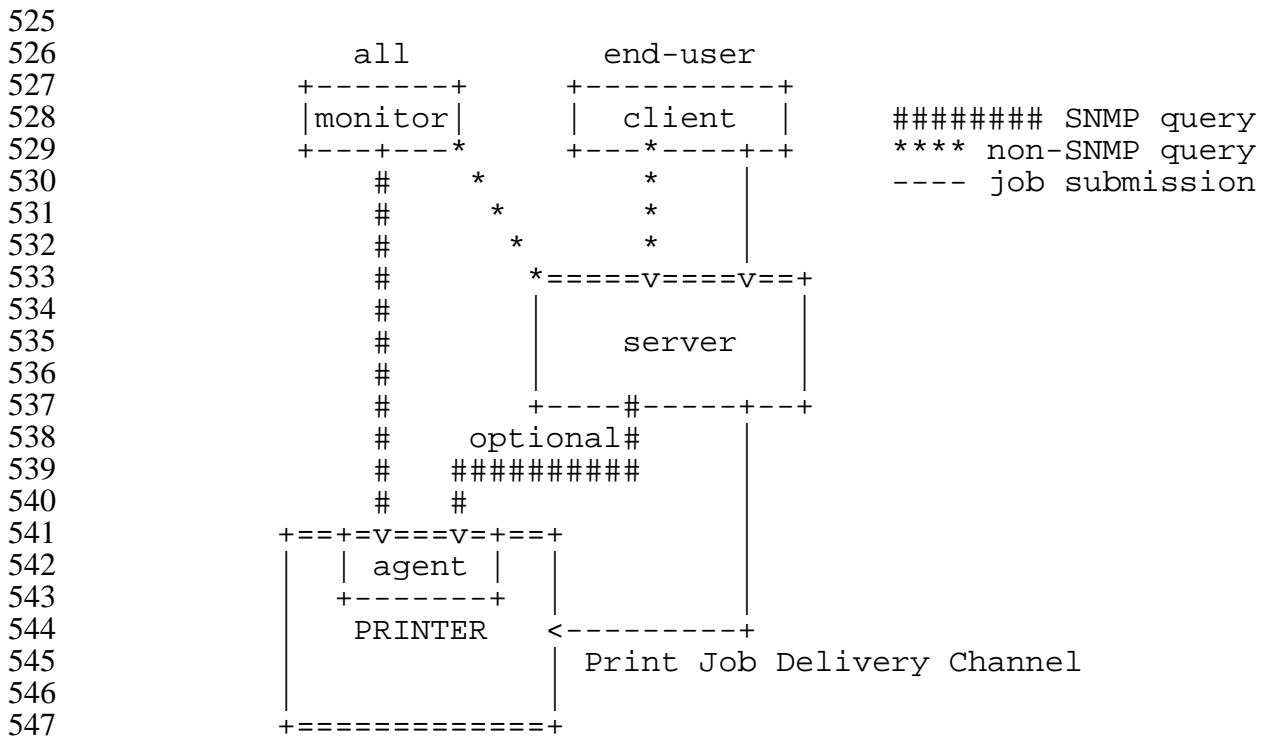 525
526                 all             end-user
527              +-------+       +----------+
528              |monitor|       |  client  |      ######## SNMP query
529              +---+---*       +---*----+-+      **** non-SNMP query
530                  #    *           *    |        ---- job submission
531                  #     *          *    |
532                  #      *         *    |
533                  #       *=====v====v==+
534                  #       |             |
535                  #       |    server   |
536                  #       |             |
537                  #       +----#-----+--+
538                  #    optional#     |
539                  #   ##########     |
540                  #   #              |
541             +==+=v===v=+==+         |
542             |  | agent |  |         |
543             |  +-------+  |         |
544             |   PRINTER   <---------+
545             |             | Print Job Delivery Channel
546             |             |
547             +=============+